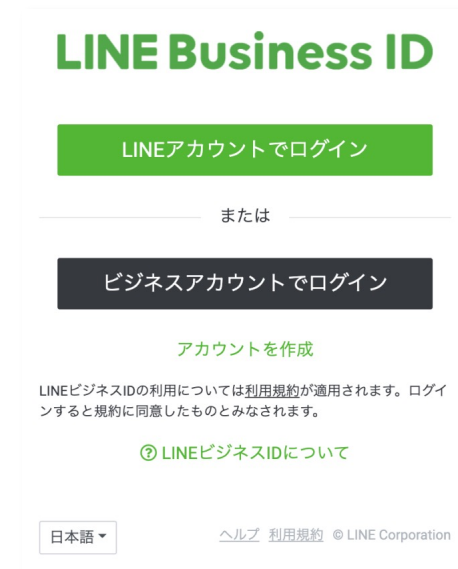 LINE Business ID
LINEアカウントでログイン
または
ビジネスアカウントでログイン
アカウントを作成
LINEビジネスIDの利用については利用規約が適用されます。ログイ
ンすると規約に同意したものとみなされます。
? LINEビジネスIDについて
日本語 ヘルプ 利用規約 © LINE Corporation